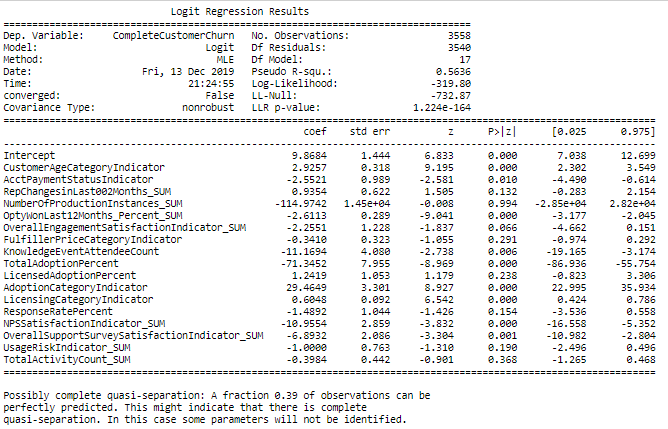 Logit Regression Results
Dep. Variable: CompleteCustomerChurn No. Observations: 3558
Model: Logit Df Residuals: 3540
Method: MLE Df Model: 17
Date: Fri, 13 Dec 2019 Pseudo R-squ.: 0.5636
Time: 21:24:55 Log-Likelihood: -319.80
converged: False LL-Null: -732.87
Covariance Type: nonrobust LLR p-value: 1.224e-164
coef std err z P>|z| [0.025 0.975]
Intercept 9.8684 1.444 6.833 0.000 7.038 12.699
CustomerAgeCategoryIndicator 2.9257 0.318 9.195 0.000 2.302 3.549
AcctPaymentStatusIndicator -2.5521 0.989 -2.581 0.010 -4.490 -0.614
RepChangesinLast002Months_SUM 0.9354 0.622 1.505 0.132 -0.283 2.154
NumberOfProductionInstances_SUM -114.9742 1.45e+04 -0.008 0.994 -2.85e+04 2.82e+04
OptyWonLast12Months_Percent_SUM -2.6113 0.289 -9.041 0.000 -3.177 -2.045
OverallEngagementSatisfactionIndicator_SUM -2.2551 1.228 -1.837 0.066 -4.662 0.151
FulfillerPriceCategoryIndicator -0.3410 0.323 -1.055 0.291 -0.974 0.292
KnowledgeEventAttendeeCount -11.1694 4.080 -2.738 0.006 -19.165 -3.174
TotalAdoptionPercent -71.3452 7.955 -8.969 0.000 -86.936 -55.754
LicensedAdoptionPercent 1.2419 1.053 1.179 0.238 -0.823 3.306
AdoptionCategoryIndicator 29.4649 3.301 8.927 0.000 22.995 35.934
LicensingCategoryIndicator 0.6048 0.092 6.542 0.000 0.424 0.786
ResponseRatePercent -1.4892 1.044 -1.426 0.154 -3.536 0.558
NPSSatisfactionIndicator_SUM -10.9554 2.859 -3.832 0.000 -16.558 -5.352
OverallSupportSurveySatisfactionIndicator_SUM -6.8932 2.086 -3.304 0.001 -10.982 -2.804
UsageRiskIndicator_SUM -1.0000 0.763 -1.310 0.190 -2.496 0.496
TotalActivityCount_SUM -0.3984 0.442 -0.901 0.368 -1.265 0.468
Possibly complete quasi-separation: A fraction 0.39 of observations can be
perfectly predicted. This might indicate that there is complete
quasi-separation. In this case some parameters will not be identified.